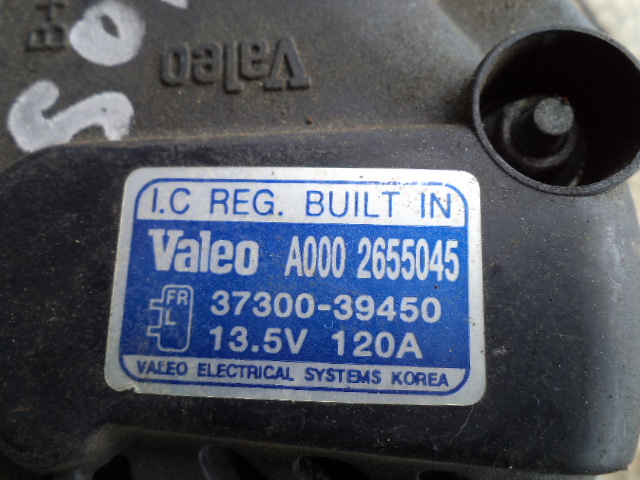 B+
Valeo
I.C REG. BUILT IN
Valeo A000 2655045
FR
L
37300-39450
13.5V 120A
VALEO ELECTRICAL SYSTEMS KOREA